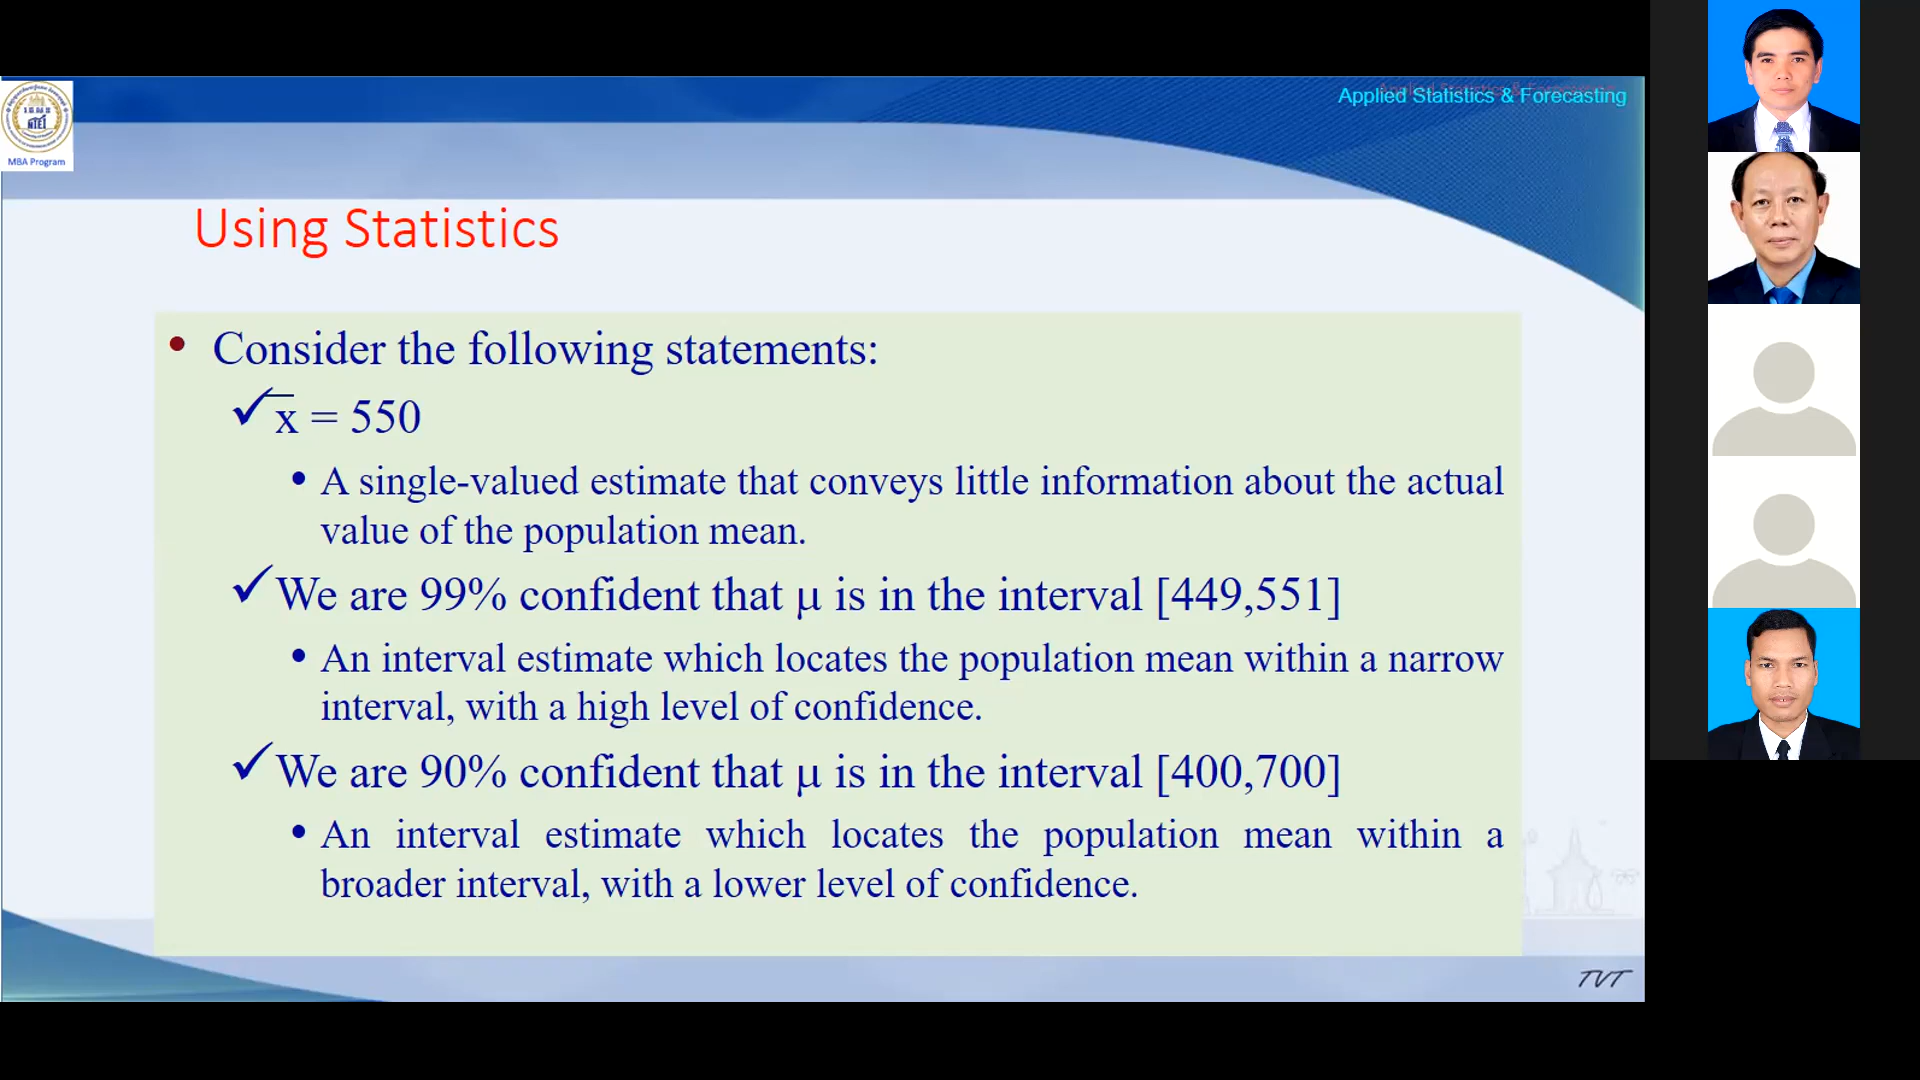 Applied Statistics & Forecasting
MBA Program
Using Statistics
• Consider the following statements:
✓ x̅ = 550
• A single-valued estimate that conveys little information about the actual
value of the population mean.
✓ We are 99% confident that μ is in the interval [449,551]
• An interval estimate which locates the population mean within a narrow
interval, with a high level of confidence.
✓ We are 90% confident that μ is in the interval [400,700]
• An interval estimate which locates the population mean within a
broader interval, with a lower level of confidence.
TVT